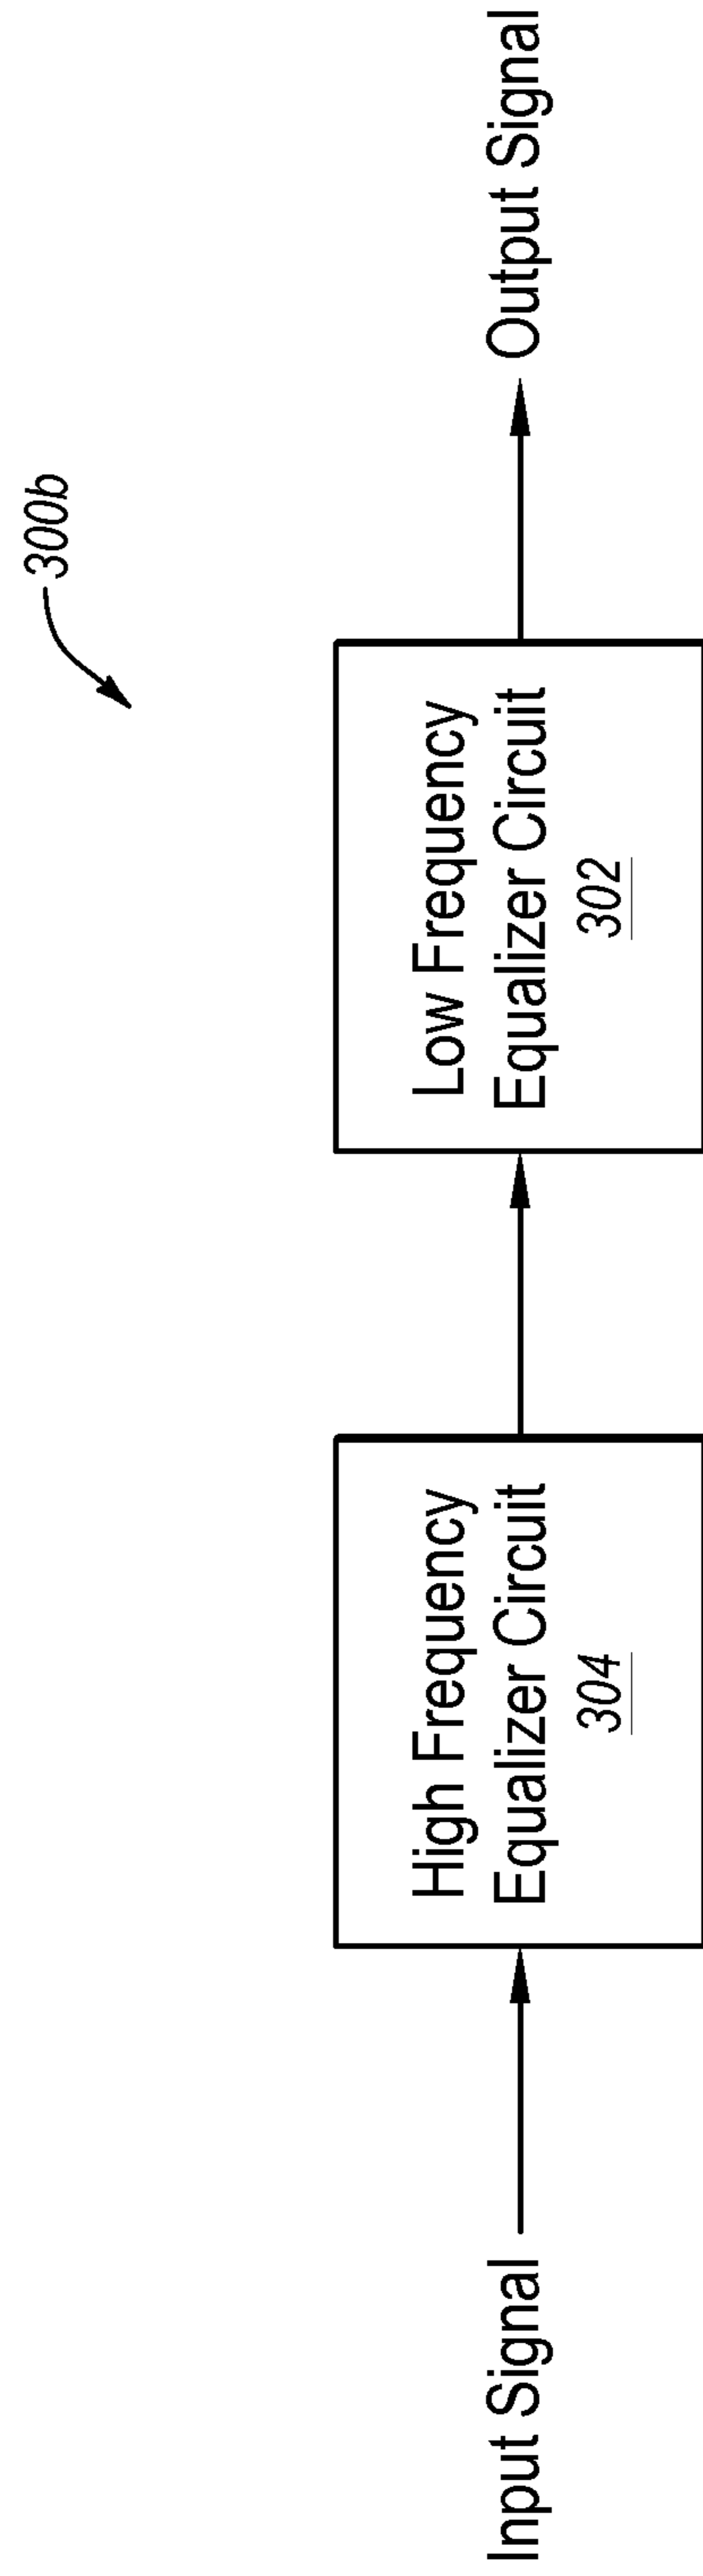 300b
Input Signal
High Frequency
Equalizer Circuit
304
Low Frequency
Equalizer Circuit
302
Output Signal